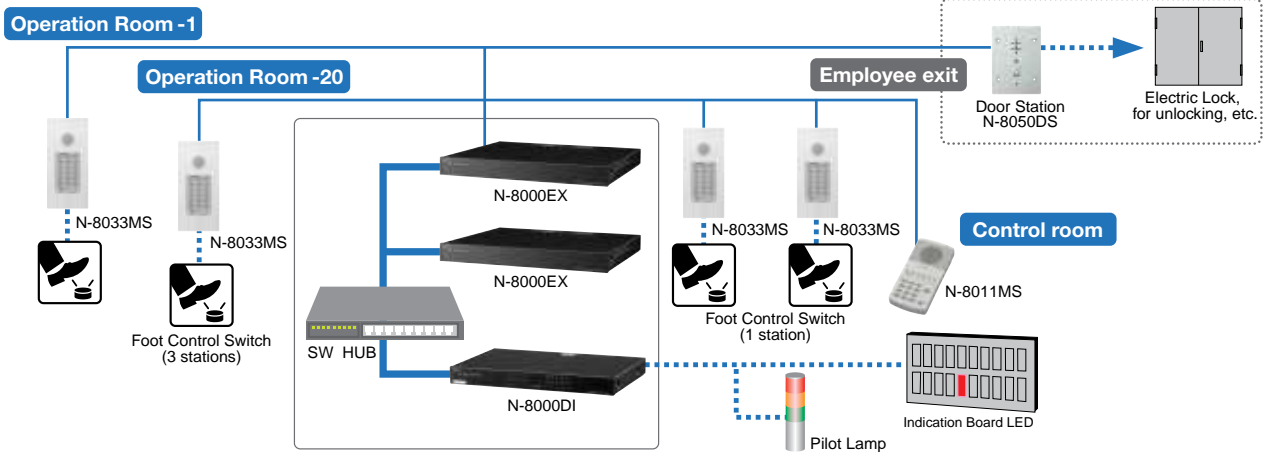 Operation Room -1
Operation Room -20
Employee exit
Door Station
N-8050DS
Electric Lock,
for unlocking, etc.
N-8033MS
N-8033MS
N-8000EX
N-8000EX
N-8033MS
N-8033MS
Control room
N-8011MS
Foot Control Switch
(3 stations)
SW HUB
N-8000DI
Foot Control Switch
(1 station)
Pilot Lamp
Indication Board LED